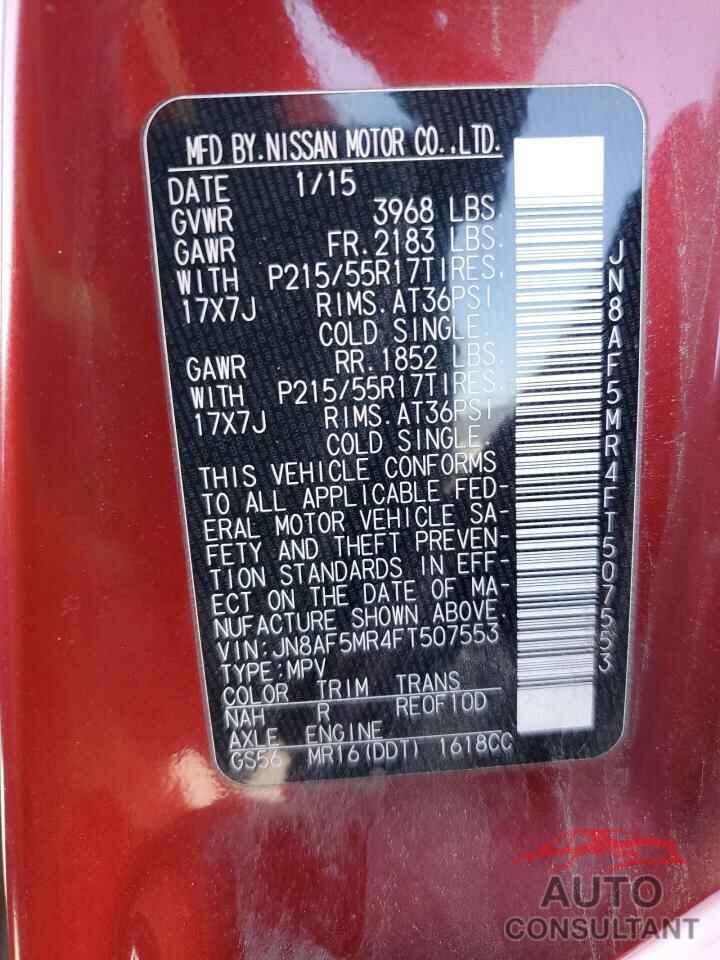 MFD BY.NISSAN MOTOR CO.,LTD.
DATE 1/15
GVWR 3968 LBS.
GAWR FR.2183 LBS.
WITH P215/55R17TIRES,
17X7J RIMS.AT36PSI
COLD SINGLE.
GAWR RR.1852 LBS.
WITH P215/55R17TIRES.
17X7J RIMS.AT36PSI
COLD SINGLE.
THIS VEHICLE CONFORMS
TO ALL APPLICABLE FED-
ERAL MOTOR VEHICLE SA-
FETY AND THEFT PREVEN-
TION STANDARDS IN EFF-
ECT ON THE DATE OF MA-
NUFACTURE SHOWN ABOVE.
VIN:JN8AF5MR4FT507553
TYPE:MPV
COLOR TRIM TRANS
NAH R RE0F10D
AXLE ENGINE
GS56 MR16(DDT) 1618CC
JN8AF5MR4FT507553
AUTO
CONSULTANT